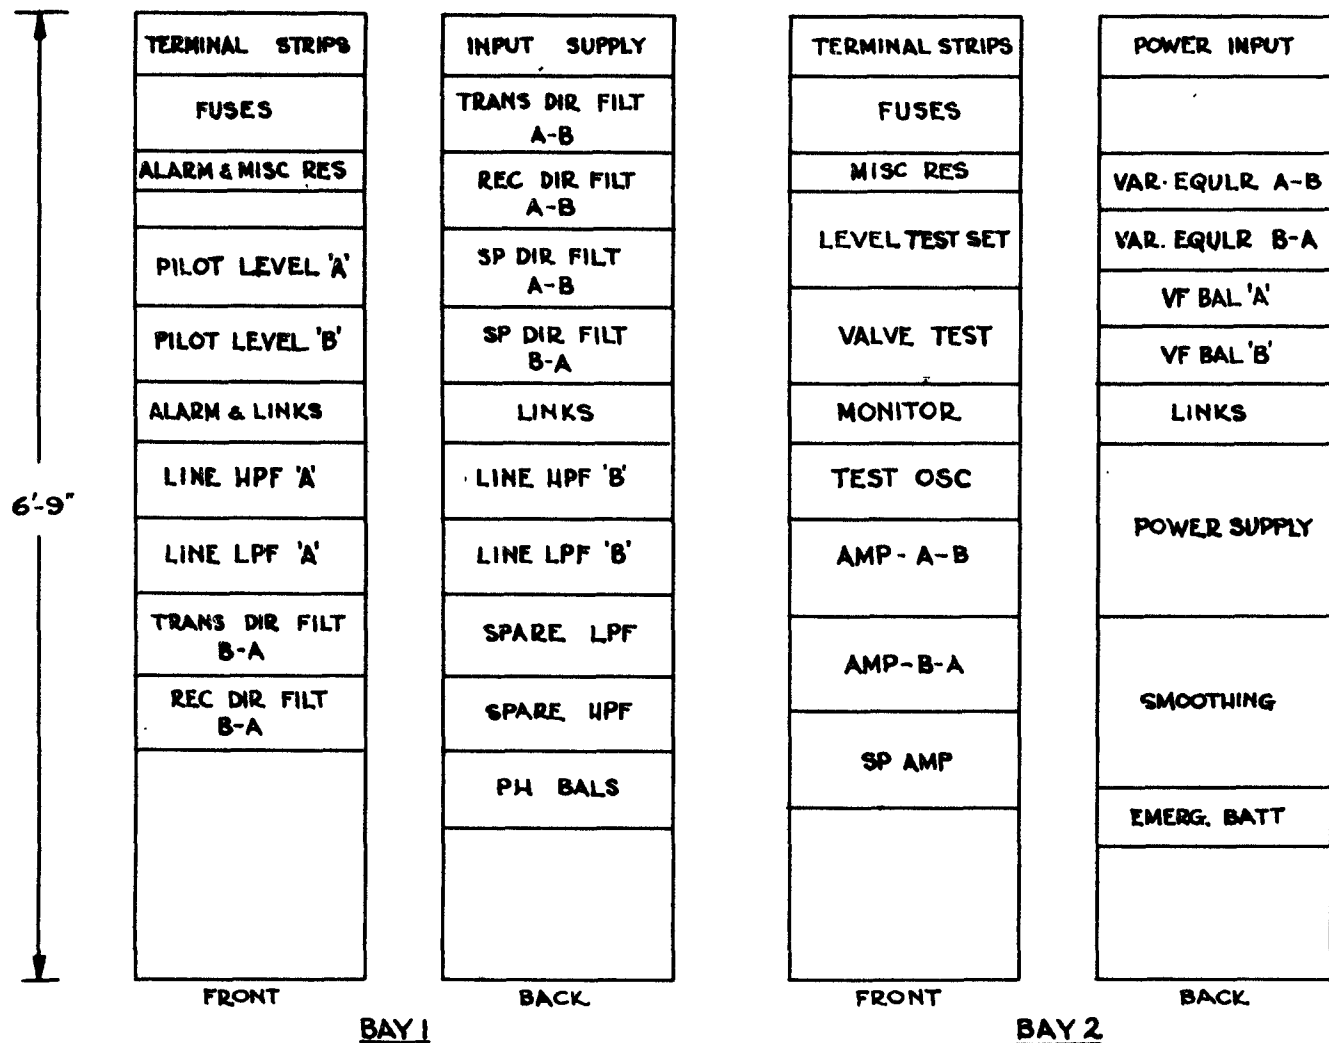 6'-9"
TERMINAL STRIPS
FUSES
ALARM & MISC RES
PILOT LEVEL 'A'
PILOT LEVEL 'B'
ALARM & LINKS
LINE HPF 'A'
LINE LPF 'A'
TRANS DIR FILT
B-A
REC DIR FILT
B-A
FRONT
INPUT SUPPLY
TRANS DIR FILT
A-B
REC DIR FILT
A-B
SP DIR FILT
A-B
SP DIR FILT
B-A
LINKS
LINE HPF 'B'
LINE LPF 'B'
SPARE LPF
SPARE HPF
PH BALS
BACK
BAY 1
TERMINAL STRIPS
FUSES
MISC RES
LEVEL TEST SET
VALVE TEST
MONITOR
TEST OSC
AMP - A-B
AMP-B-A
SP AMP
FRONT
POWER INPUT
VAR. EQULR A-B
VAR. EQULR B-A
VF BAL 'A'
VF BAL 'B'
LINKS
POWER SUPPLY
SMOOTHING
EMERG. BATT
BACK
BAY 2